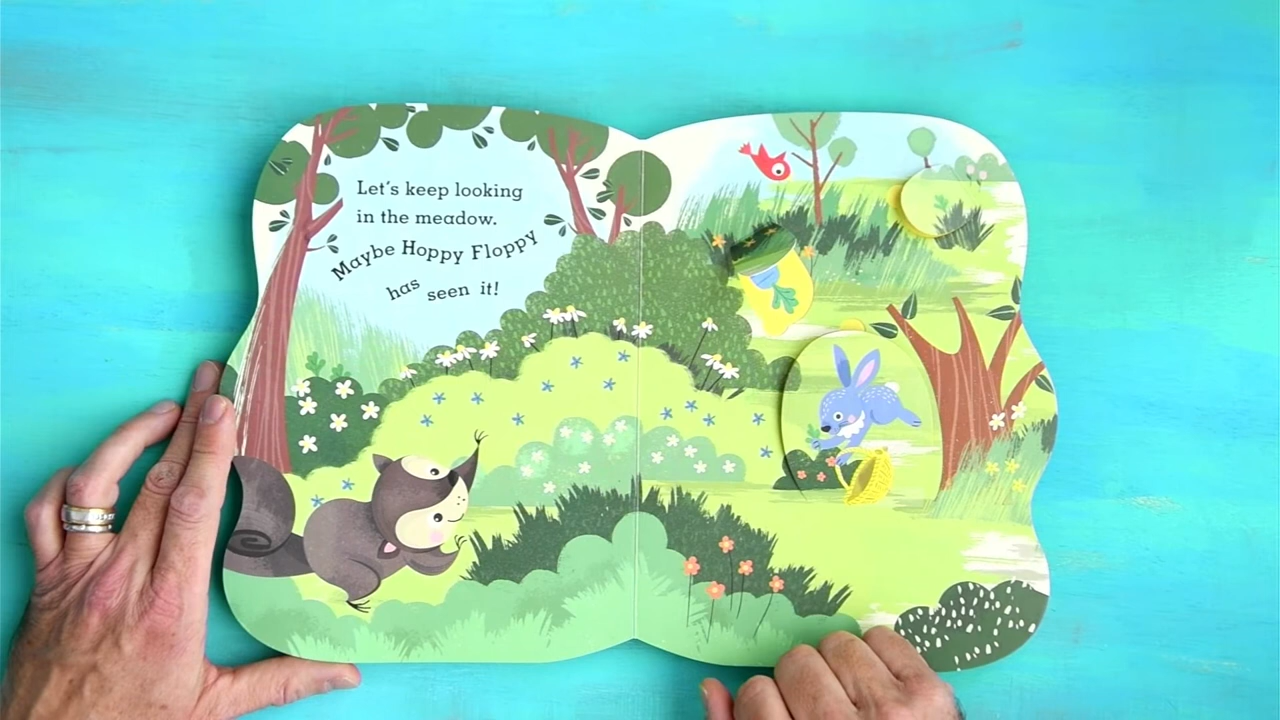 Let's keep looking
in the meadow.
Maybe Hoppy Floppy
has seen it!